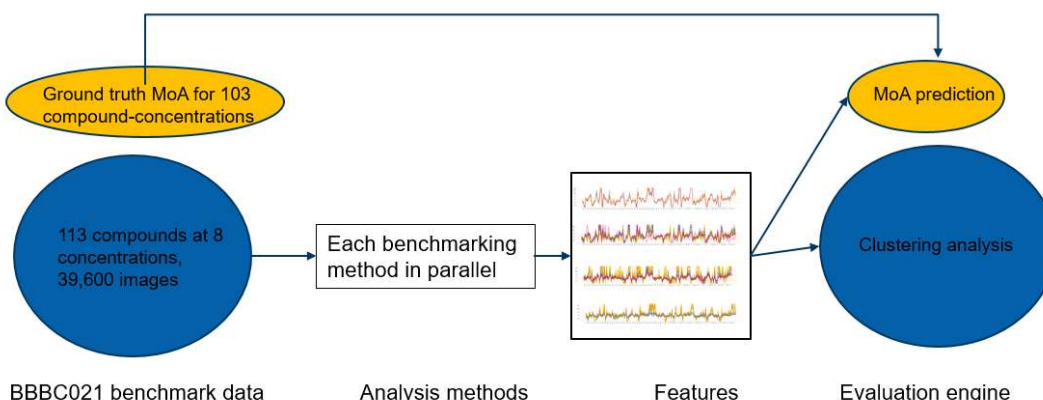 Ground truth MoA for 103
compound-concentrations
MoA prediction
113 compounds at 8
concentrations,
39,600 images
Each benchmarking
method in parallel
Clustering analysis
BBBC021 benchmark data
Analysis methods
Features
Evaluation engine